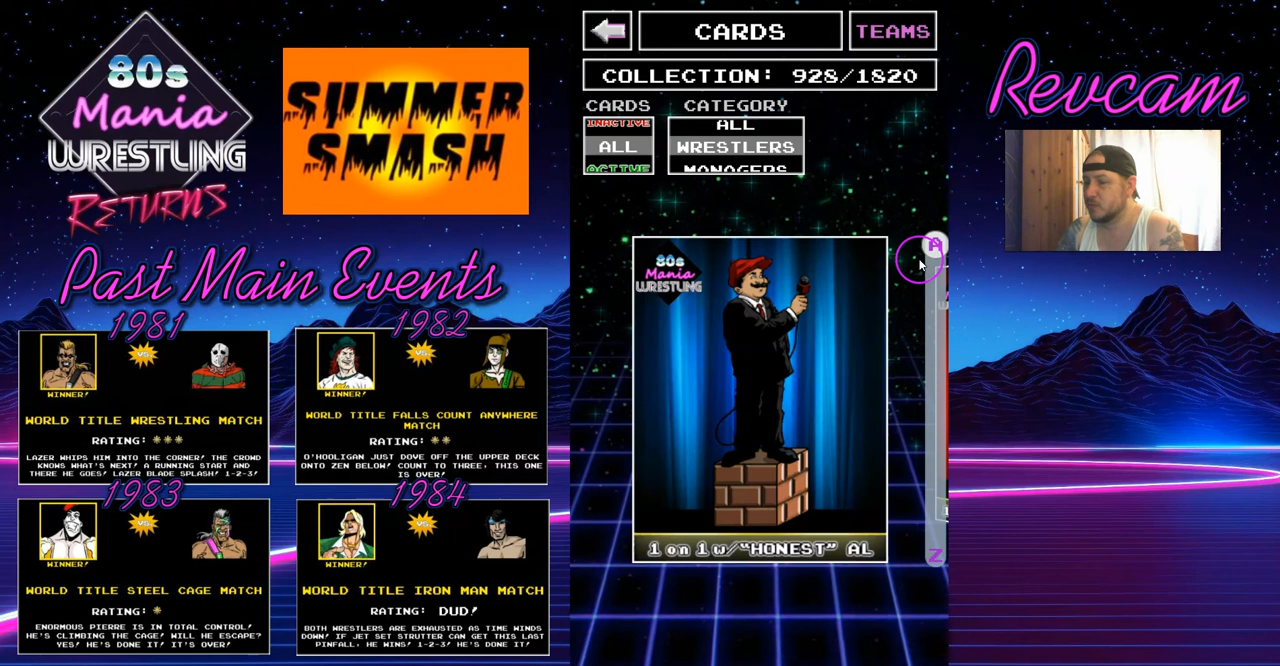 80s
Mania
WRESTLING
RETURNS
SUMMER
SMASH
Past Main Events
1981
VS
WINNER!
WORLD TITLE WRESTLING MATCH
RATING: ***
LAZER WHIPS HIM INTO THE CORNER! THE CROWD
KNOWS WHAT'S NEXT! A RUNNING START AND
THERE HE GOES! LAZER BLADE SPLASH! 1-2-3!
1982
VS
WINNER!
WORLD TITLE FALLS COUNT ANYWHERE
MATCH
RATING: **
O'HOOLIGAN JUST DOVE OFF THE UPPER DECK
ONTO ZEN BELOW! COUNT TO THREE, THIS ONE
IS OVER!
1983
VS
WINNER!
WORLD TITLE STEEL CAGE MATCH
RATING: *
ENORMOUS PIERRE IS IN TOTAL CONTROL!
HE'S CLIMBING THE CAGE! WILL HE ESCAPE?
YES! HE'S DONE IT! IT'S OVER!
1984
VS
WINNER!
WORLD TITLE IRON MAN MATCH
RATING: DUD!
BOTH WRESTLERS ARE EXHAUSTED AS TIME WINDS
DOWN! IF JET SET STRUTTER CAN GET THIS LAST
PINFALL, HE WINS! 1-2-3! HE'S DONE IT!
CARDS
TEAMS
COLLECTION: 928/1820
CARDS CATEGORY
INACTIVE
ALL
ACTIVE
ALL
WRESTLERS
MANAGERS
80s
Mania
WRESTLING
1 on 1 w/"HONEST" AL
A
Z
Revcam